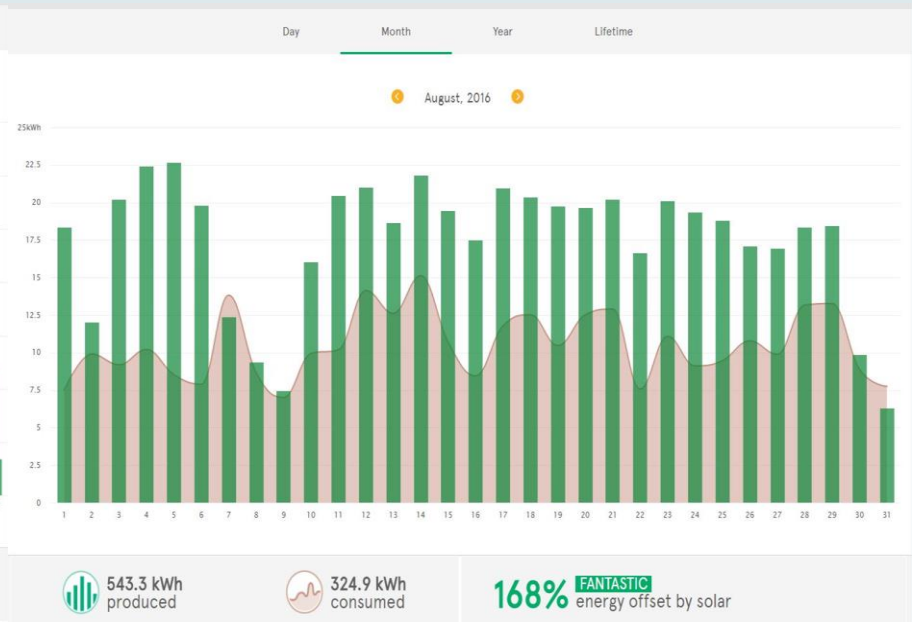 Day Month Year Lifetime
August, 2016
25kWh
22.5
20
17.5
15
12.5
10
7.5
5
2.5
0
1 2 3 4 5 6 7 8 9 10 11 12 13 14 15 16 17 18 19 20 21 22 23 24 25 26 27 28 29 30 31
543.3 kWh
produced
324.9 kWh
consumed
168% FANTASTIC
energy offset by solar